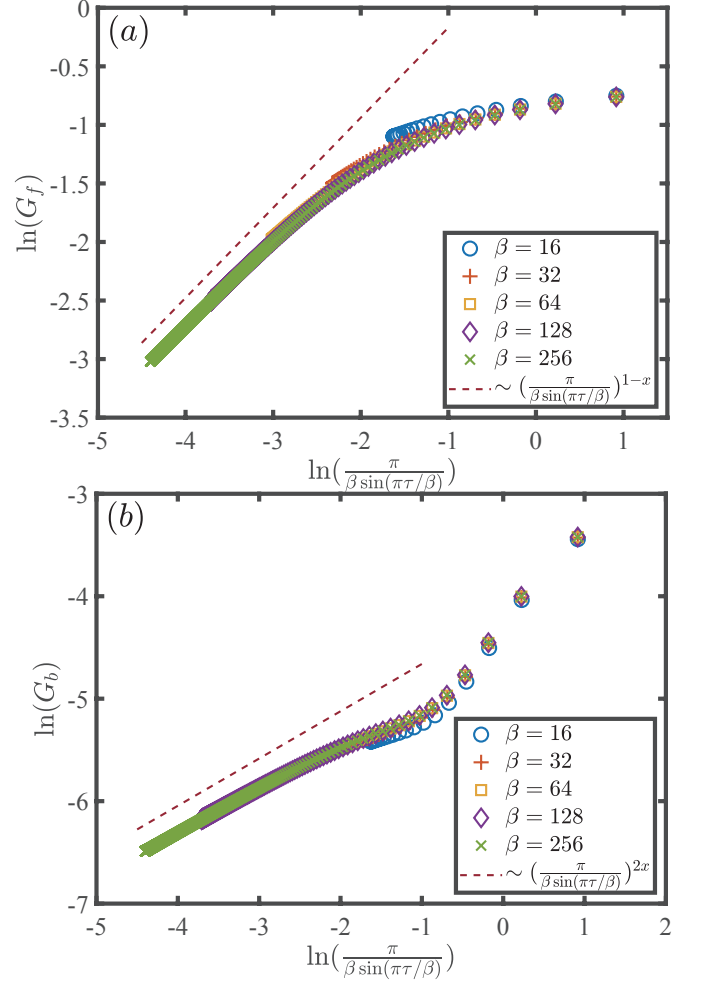 (a)
0
-0.5
-1
-1.5
-2
-2.5
-3
-3.5
ln(G_f)
β = 16
β = 32
β = 64
β = 128
β = 256
∼ (π/(β sin(πτ/β)))^{1−x}
-5 -4 -3 -2 -1 0 1
ln(π/(β sin(πτ/β)))
(b)
-3
-4
-5
-6
-7
ln(G_b)
β = 16
β = 32
β = 64
β = 128
β = 256
∼ (π/(β sin(πτ/β)))^{2x}
-5 -4 -3 -2 -1 0 1 2
ln(π/(β sin(πτ/β)))